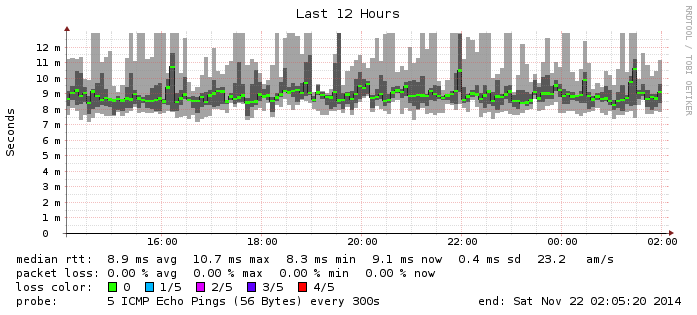 Last 12 Hours
RRDTOOL / TOBI OETIKER
Seconds
12 m
11 m
10 m
9 m
8 m
7 m
6 m
5 m
4 m
3 m
2 m
1 m
0
16:00 18:00 20:00 22:00 00:00 02:00
median rtt: 8.9 ms avg 10.7 ms max 8.3 ms min 9.1 ms now 0.4 ms sd 23.2 am/s
packet loss: 0.00 % avg 0.00 % max 0.00 % min 0.00 % now
loss color: 0 1/5 2/5 3/5 4/5
probe: 5 ICMP Echo Pings (56 Bytes) every 300s end: Sat Nov 22 02:05:20 2014